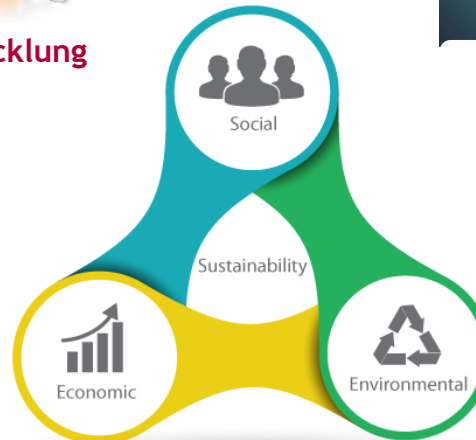 cklung
Social
Sustainability
Economic
Environmental